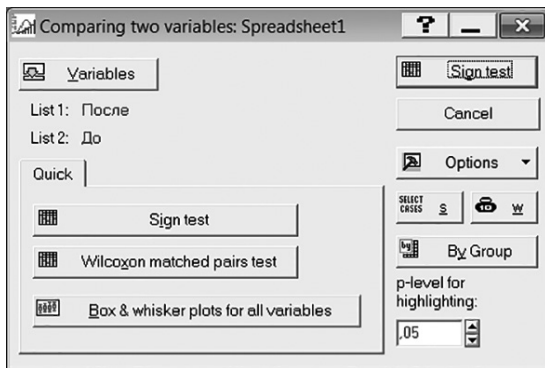 Comparing two variables: Spreadsheet1
?
Variables
List 1: После
List 2: До
Quick
Sign test
Wilcoxon matched pairs test
Box & whisker plots for all variables
Sign test
Cancel
Options
SELECT CASES S
W
By Group
p-level for
highlighting:
,05